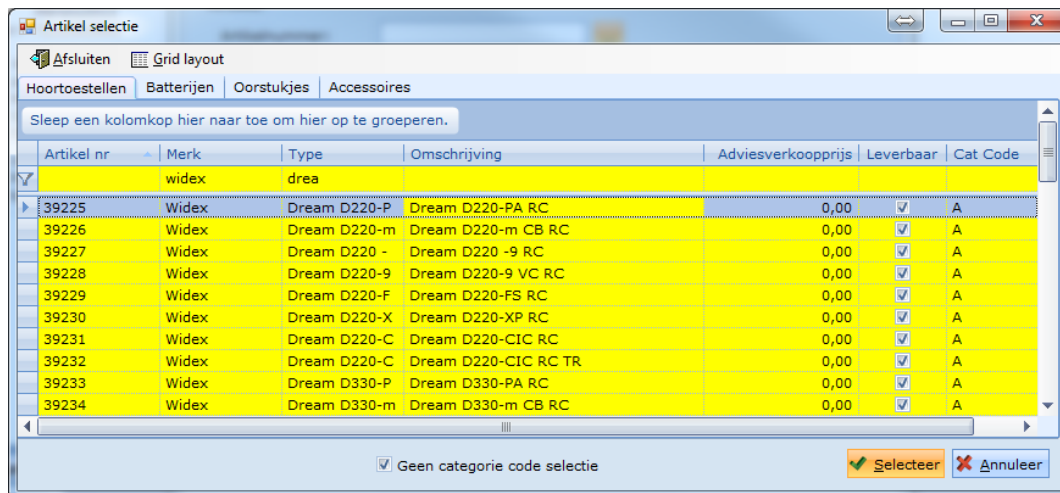 Artikel selectie
Afsluiten Grid layout
Hoortoestellen Batterijen Oorstukjes Accessoires
Sleep een kolomkop hier naar toe om hier op te groeperen.
Artikel nr Merk Type Omschrijving Adviesverkoopprijs Leverbaar Cat Code
widex drea
39225 Widex Dream D220-P Dream D220-PA RC 0,00 A
39226 Widex Dream D220-m Dream D220-m CB RC 0,00 A
39227 Widex Dream D220 - Dream D220 -9 RC 0,00 A
39228 Widex Dream D220-9 Dream D220-9 VC RC 0,00 A
39229 Widex Dream D220-F Dream D220-FS RC 0,00 A
39230 Widex Dream D220-X Dream D220-XP RC 0,00 A
39231 Widex Dream D220-C Dream D220-CIC RC 0,00 A
39232 Widex Dream D220-C Dream D220-CIC RC TR 0,00 A
39233 Widex Dream D330-P Dream D330-PA RC 0,00 A
39234 Widex Dream D330-m Dream D330-m CB RC 0,00 A
Geen categorie code selectie Selecteer Annuleer